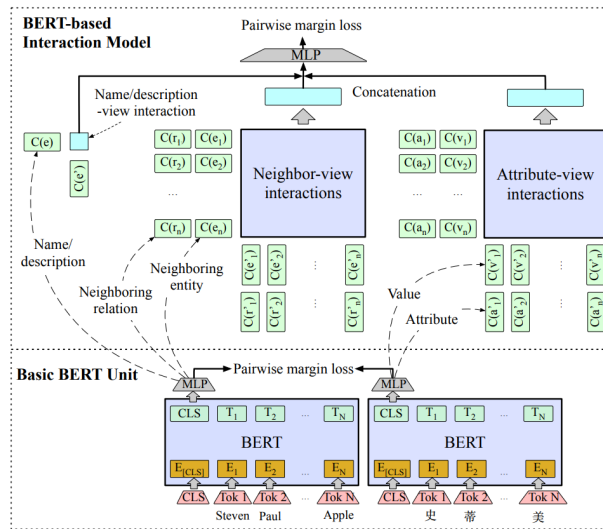 BERT-based
Interaction Model
Pairwise margin loss
MLP
Name/description
-view interaction
Concatenation
C(e)
C(e')
C(r₁) C(e₁)
C(r₂) C(e₂)
...
C(rₙ) C(eₙ)
Neighbor-view
interactions
C(e'₁) C(e'₂) ... C(e'ₙ)
C(r'₁) C(r'₂) ... C(r'ₙ)
C(a₁) C(v₁)
C(a₂) C(v₂)
...
C(aₙ) C(vₙ)
Attribute-view
interactions
C(v'₁) C(v'₂) ... C(v'ₙ)
C(a'₁) C(a'₂) ... C(a'ₙ)
Name/
description
Neighboring
relation
Neighboring
entity
Value
Attribute
Basic BERT Unit
Pairwise margin loss
MLP
CLS T₁ T₂ ... T_N
BERT
E[CLS] E₁ E₂ ... E_N
CLS Tok 1 Tok 2 ... Tok N
Steven Paul Apple
MLP
CLS T₁ T₂ ... T_N
BERT
E[CLS] E₁ E₂ ... E_N
CLS Tok 1 Tok 2 ... Tok N
史 蒂 美